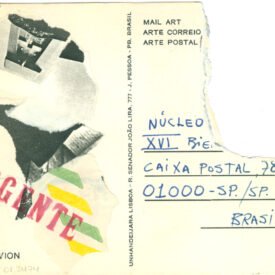 MAIL ART
ARTE CORREIO
ARTE POSTAL
UNHANDEIJARA LISBOA - R. SENADOR JOÃO LIRA, 777 - J. PESSOA - PB. BRASIL
NÚCLEO
XVI Bie
CAIXA POSTAL 78
01000-SP./SP.
BRASI
GENTE
VION